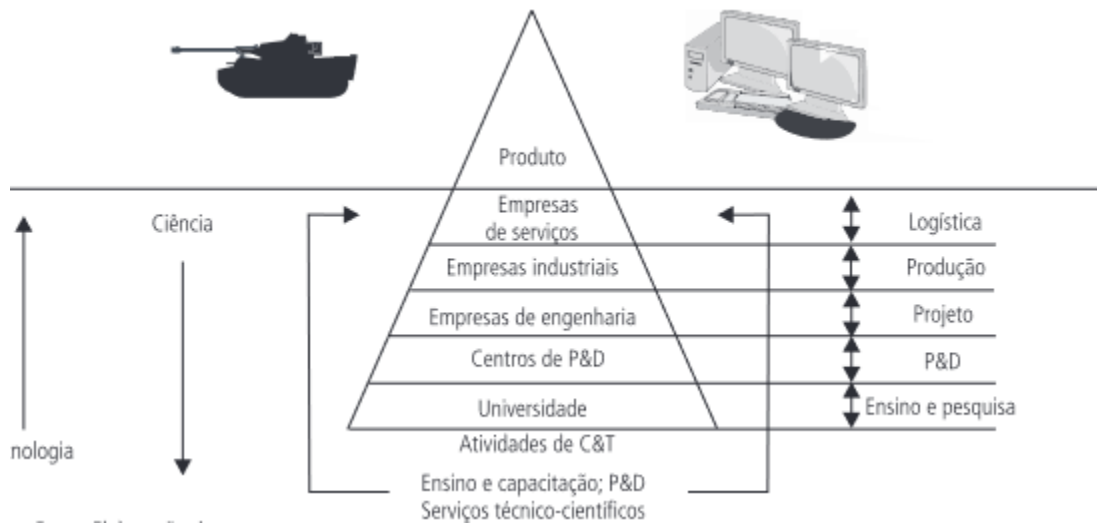 Produto
Ciência
Empresas
de serviços
Logística
Empresas industriais
Produção
Empresas de engenharia
Projeto
Centros de P&D
P&D
Universidade
Ensino e pesquisa
nologia
Atividades de C&T
Ensino e capacitação; P&D
Serviços técnico-científicos